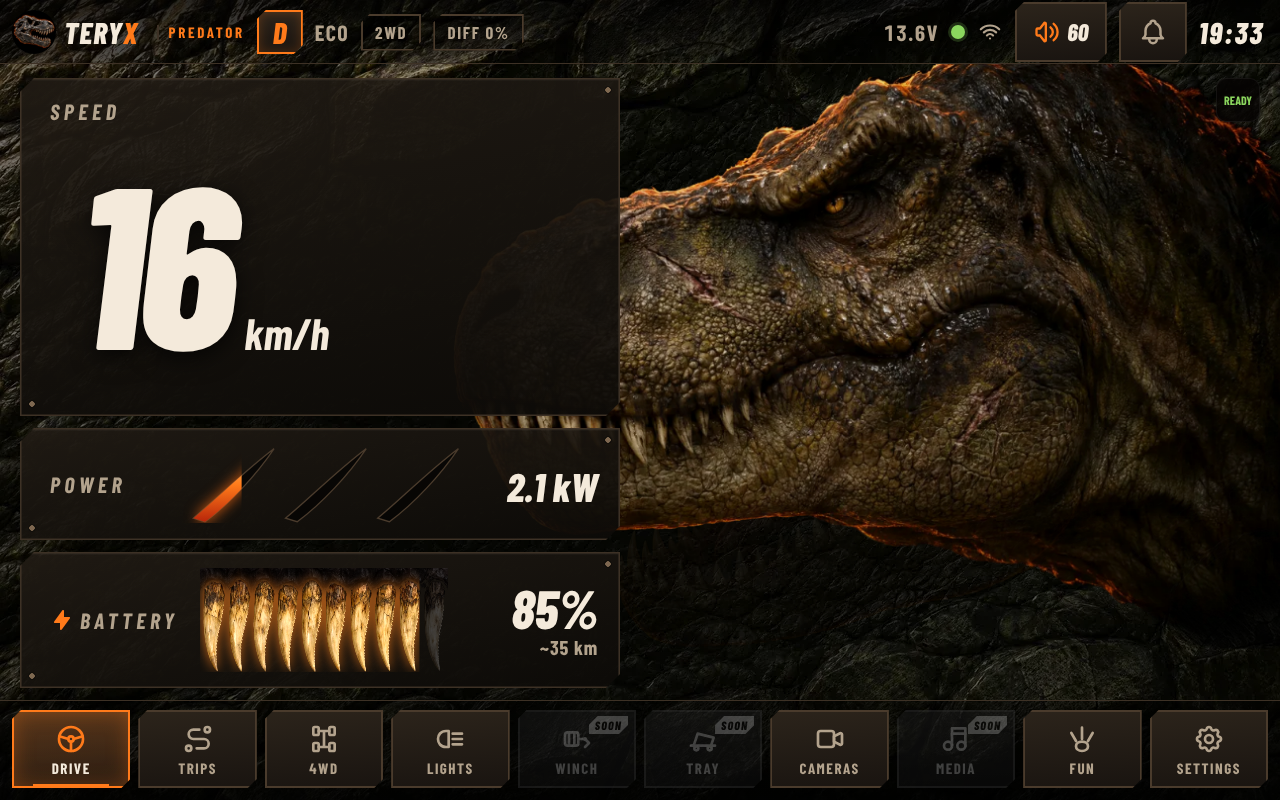 TERYX PREDATOR D ECO 2WD DIFF 0% 13.6V 60 19:33
READY
SPEED
16 km/h
POWER 2.1 kW
BATTERY 85%
~35 km
SOON SOON SOON
DRIVE TRIPS 4WD LIGHTS WINCH TRAY CAMERAS MEDIA FUN SETTINGS